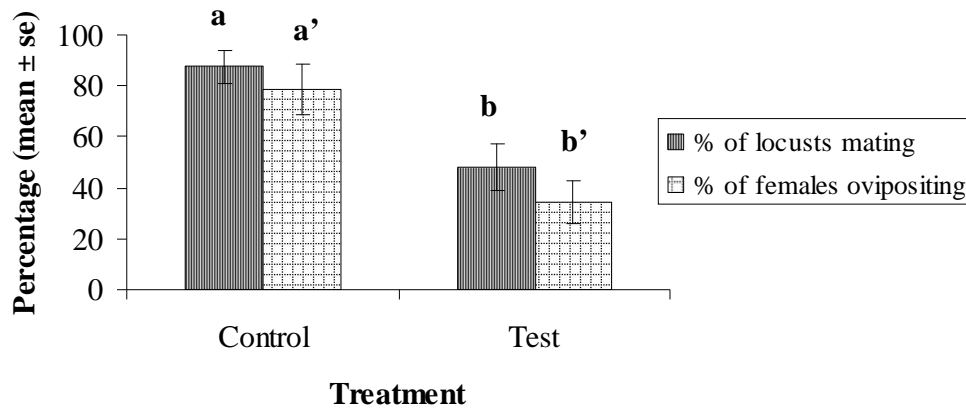 Percentage (mean ± se)
100
80
60
40
20
0
a
a’
b
b’
Control
Test
Treatment
% of locusts mating
% of females ovipositing